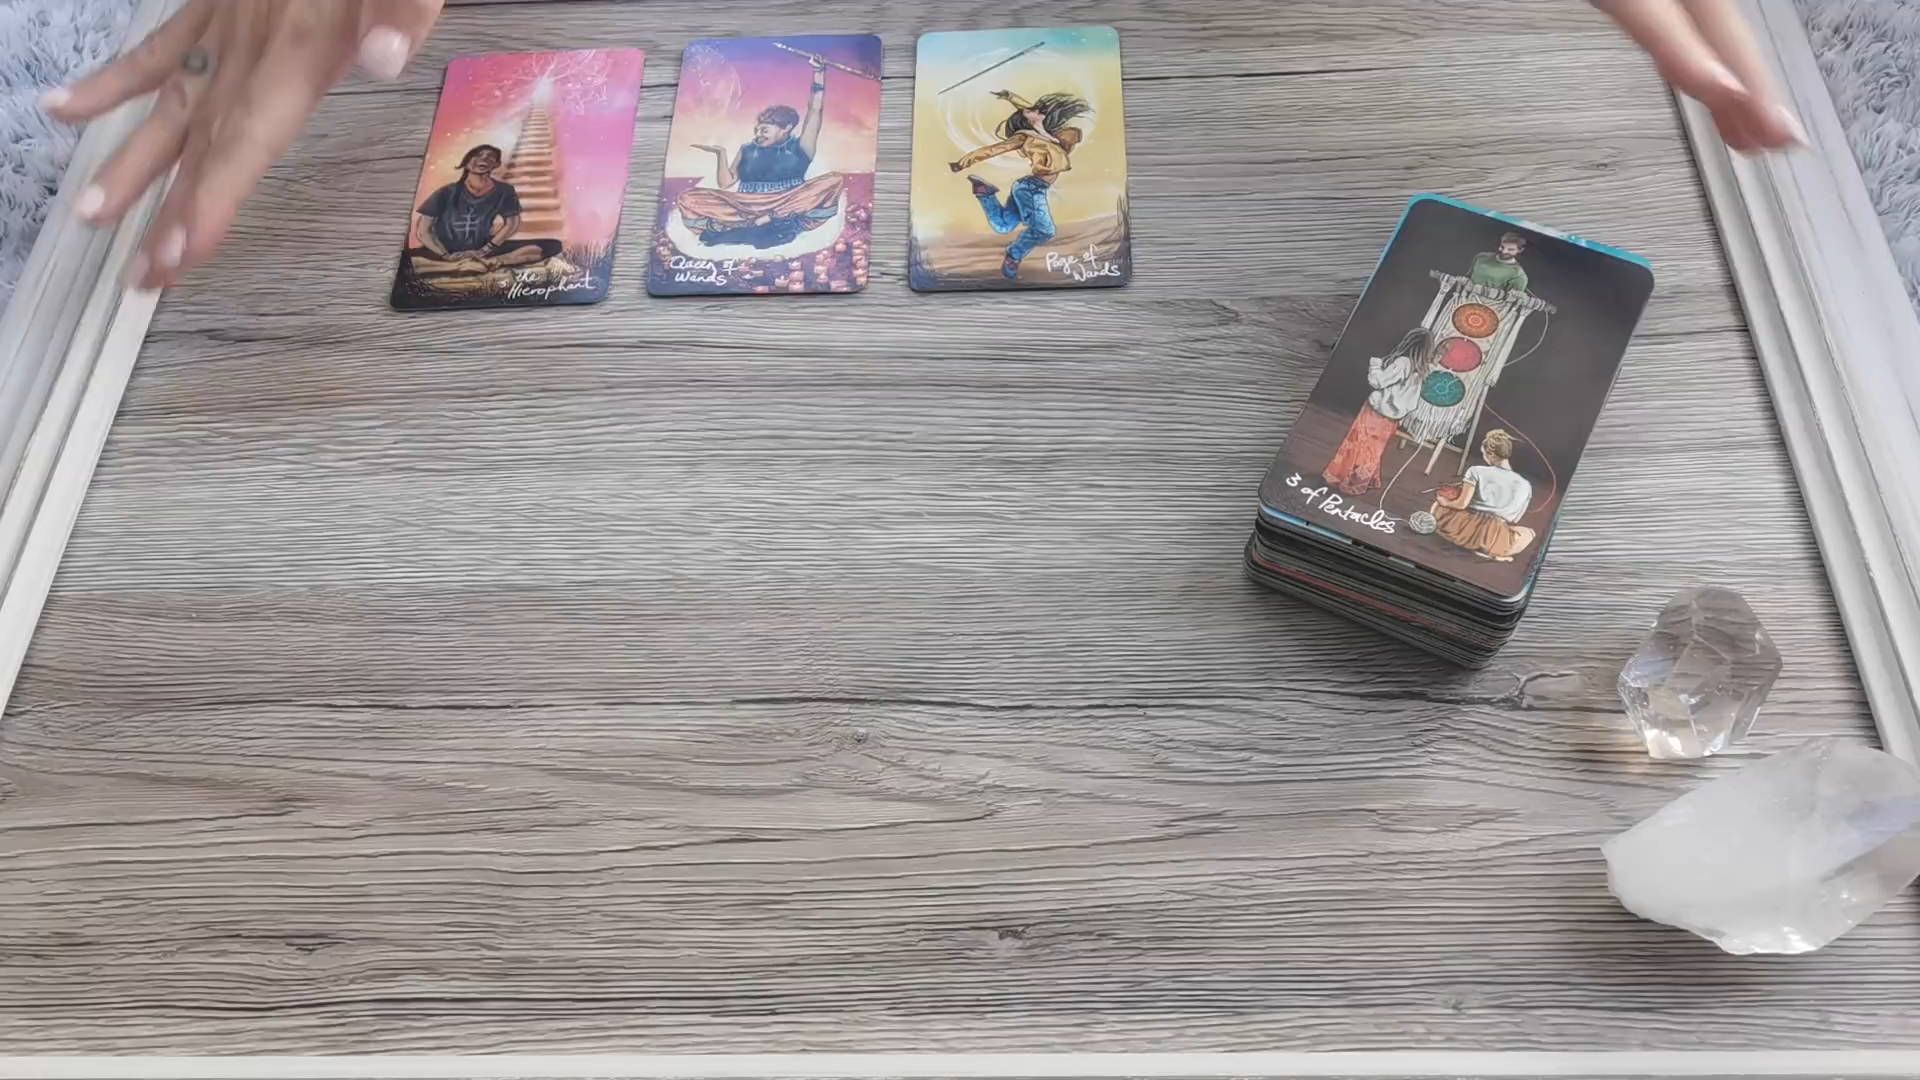 the
Hierophant
Queen of
Wands
Page of
Wands
3 of Pentacles